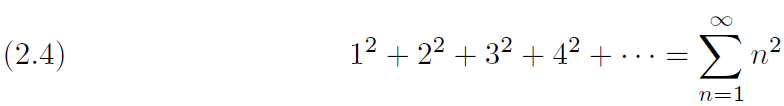 (2.4) 1² + 2² + 3² + 4² + ⋯ = ∑_{n=1}^{∞} n²